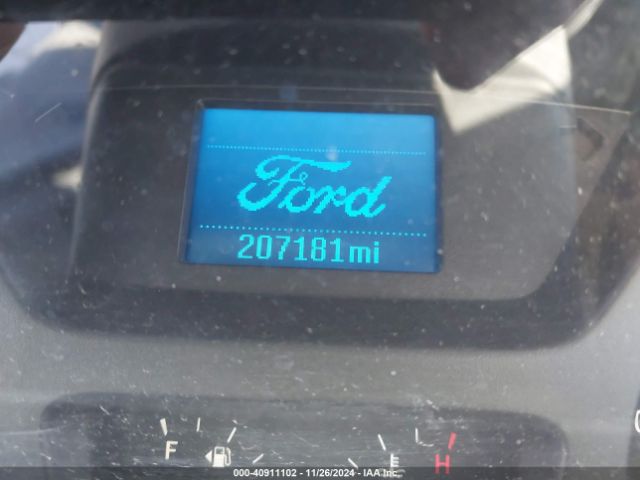 Ford
207181mi
F H
000-40911102 - 11/26/2024 - IAA Inc.